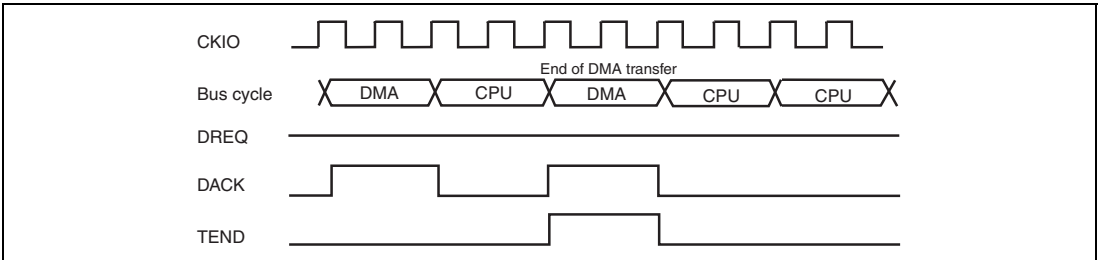 CKIO
End of DMA transfer
Bus cycle DMA CPU DMA CPU CPU
DREQ
DACK
TEND